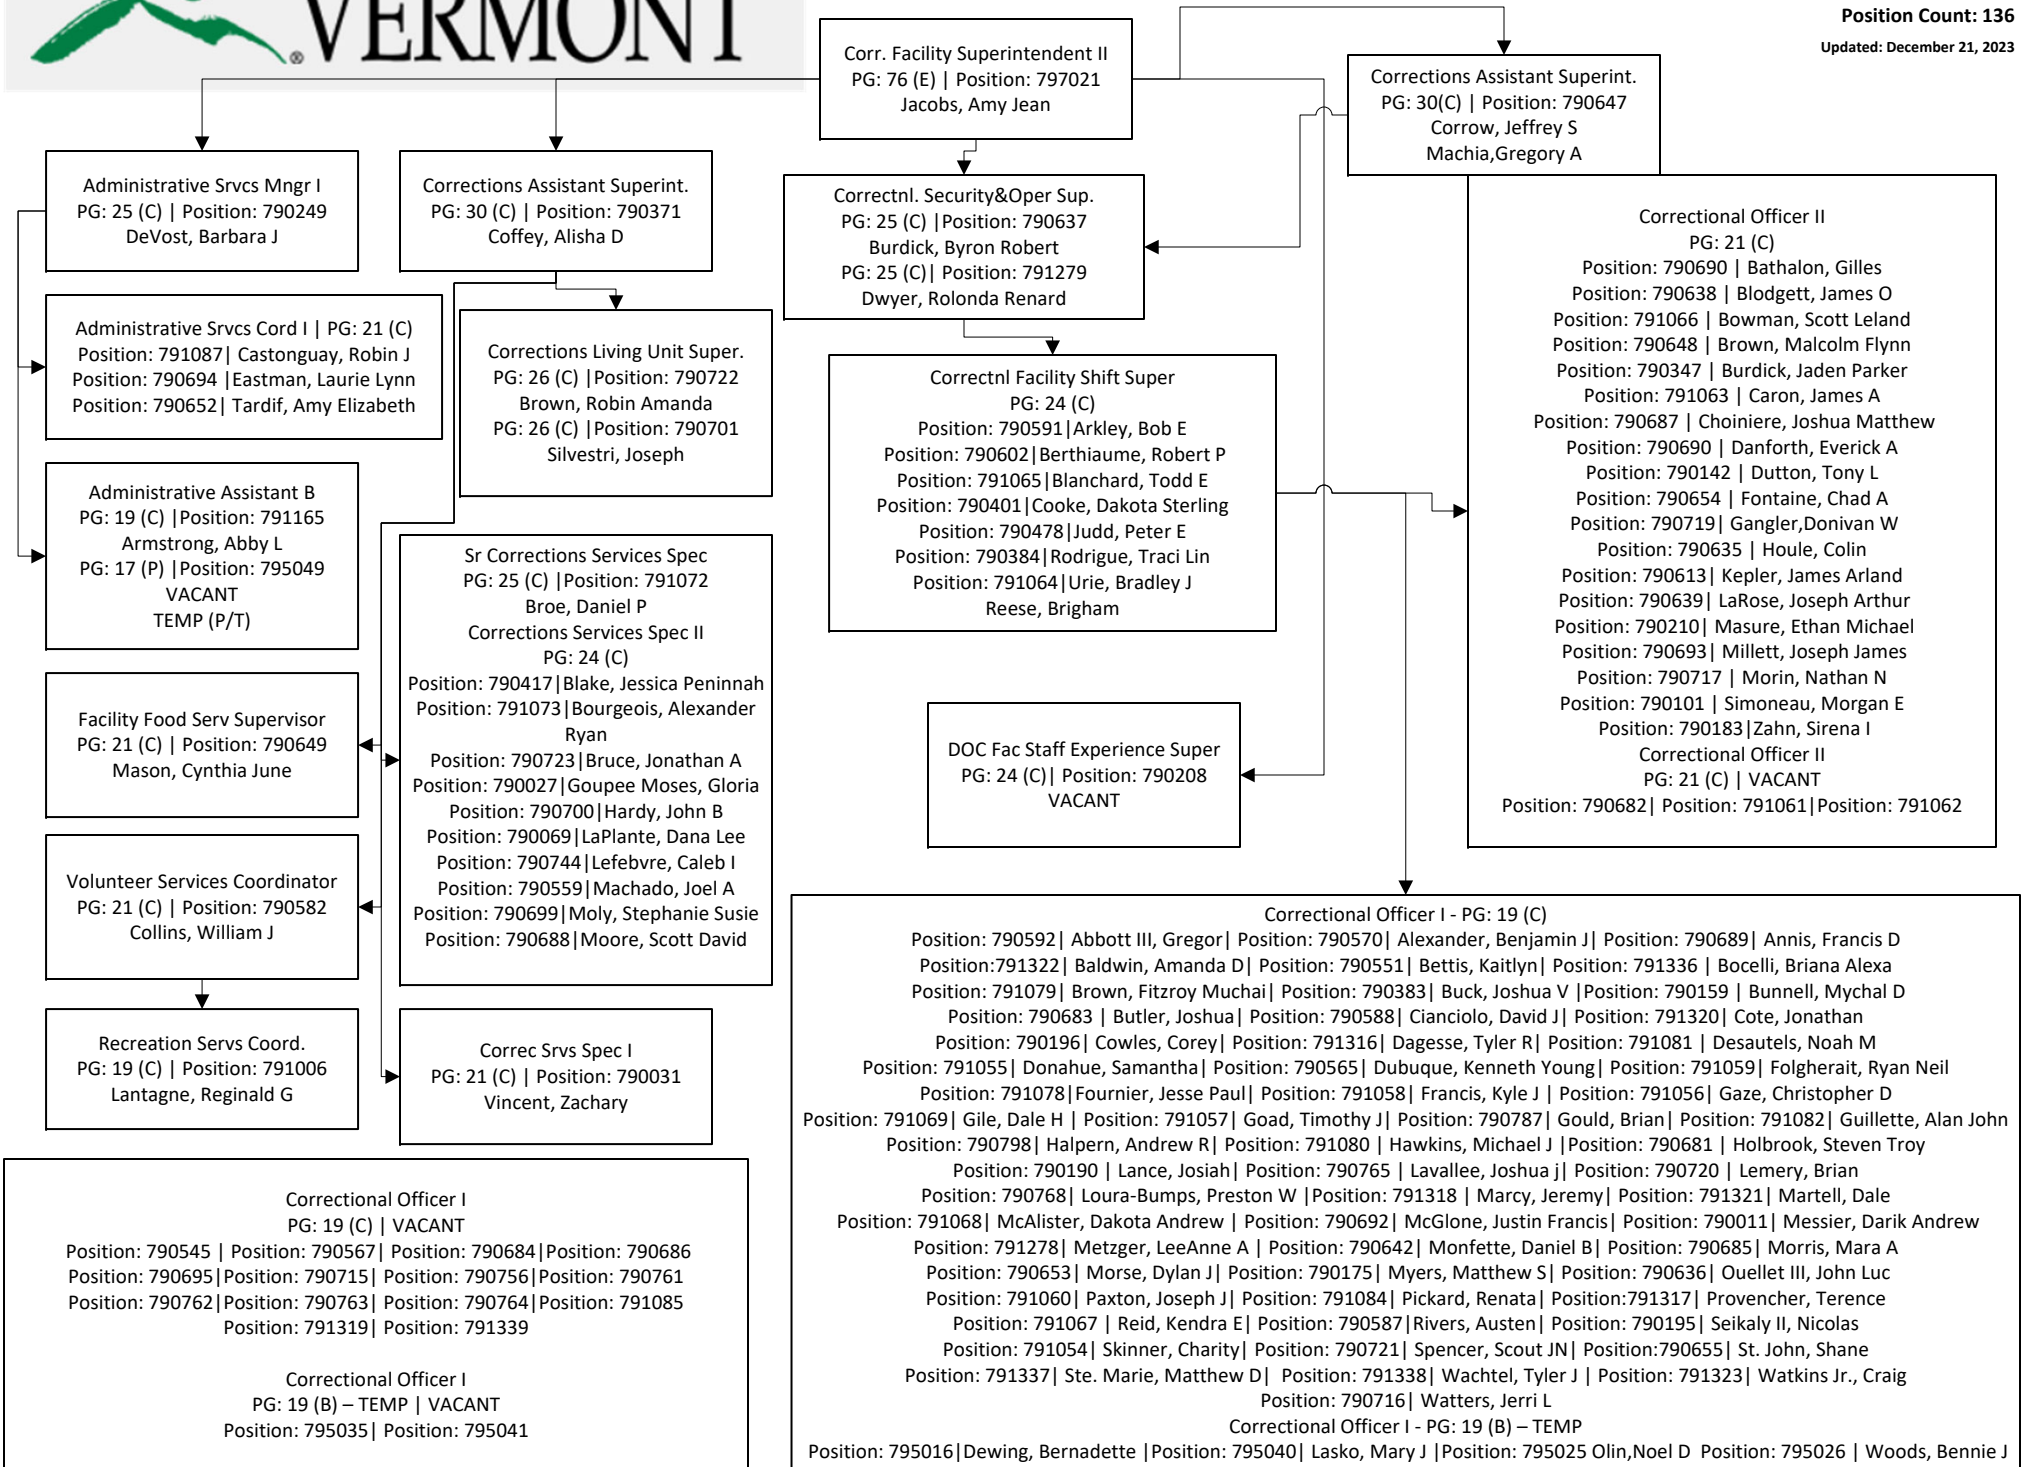 VERMONT
®
Position Count: 136
Updated: December 21, 2023
Corr. Facility Superintendent II
PG: 76 (E) | Position: 797021
Jacobs, Amy Jean
Corrections Assistant Superint.
PG: 30(C) | Position: 790647
Corrow, Jeffrey S
Machia,Gregory A
Administrative Srvcs Mngr I
PG: 25 (C) | Position: 790249
DeVost, Barbara J
Corrections Assistant Superint.
PG: 30 (C) | Position: 790371
Coffey, Alisha D
Correctnl. Security&Oper Sup.
PG: 25 (C) |Position: 790637
Burdick, Byron Robert
PG: 25 (C)| Position: 791279
Dwyer, Rolonda Renard
Correctional Officer II
PG: 21 (C)
Position: 790690 | Bathalon, Gilles
Position: 790638 | Blodgett, James O
Position: 791066 | Bowman, Scott Leland
Position: 790648 | Brown, Malcolm Flynn
Position: 790347 | Burdick, Jaden Parker
Position: 791063 | Caron, James A
Position: 790687 | Choiniere, Joshua Matthew
Position: 790690 | Danforth, Everick A
Position: 790142 | Dutton, Tony L
Position: 790654 | Fontaine, Chad A
Position: 790719| Gangler,Donivan W
Position: 790635 | Houle, Colin
Position: 790613| Kepler, James Arland
Position: 790639| LaRose, Joseph Arthur
Position: 790210| Masure, Ethan Michael
Position: 790693| Millett, Joseph James
Position: 790717 | Morin, Nathan N
Position: 790101 | Simoneau, Morgan E
Position: 790183|Zahn, Sirena I
Correctional Officer II
PG: 21 (C) | VACANT
Position: 790682| Position: 791061|Position: 791062
Administrative Srvcs Cord I | PG: 21 (C)
Position: 791087| Castonguay, Robin J
Position: 790694 |Eastman, Laurie Lynn
Position: 790652| Tardif, Amy Elizabeth
Corrections Living Unit Super.
PG: 26 (C) |Position: 790722
Brown, Robin Amanda
PG: 26 (C) |Position: 790701
Silvestri, Joseph
Correctnl Facility Shift Super
PG: 24 (C)
Position: 790591|Arkley, Bob E
Position: 790602|Berthiaume, Robert P
Position: 791065|Blanchard, Todd E
Position: 790401|Cooke, Dakota Sterling
Position: 790478|Judd, Peter E
Position: 790384|Rodrigue, Traci Lin
Position: 791064|Urie, Bradley J
Reese, Brigham
Administrative Assistant B
PG: 19 (C) |Position: 791165
Armstrong, Abby L
PG: 17 (P) |Position: 795049
VACANT
TEMP (P/T)
Sr Corrections Services Spec
PG: 25 (C) |Position: 791072
Broe, Daniel P
Corrections Services Spec II
PG: 24 (C)
Position: 790417|Blake, Jessica Peninnah
Position: 791073|Bourgeois, Alexander
Ryan
Position: 790723|Bruce, Jonathan A
Position: 790027|Goupee Moses, Gloria
Position: 790700|Hardy, John B
Position: 790069|LaPlante, Dana Lee
Position: 790744|Lefebvre, Caleb I
Position: 790559|Machado, Joel A
Position: 790699|Moly, Stephanie Susie
Position: 790688|Moore, Scott David
Facility Food Serv Supervisor
PG: 21 (C) | Position: 790649
Mason, Cynthia June
DOC Fac Staff Experience Super
PG: 24 (C)| Position: 790208
VACANT
Volunteer Services Coordinator
PG: 21 (C) | Position: 790582
Collins, William J
Recreation Servs Coord.
PG: 19 (C) | Position: 791006
Lantagne, Reginald G
Correc Srvs Spec I
PG: 21 (C) | Position: 790031
Vincent, Zachary
Correctional Officer I
PG: 19 (C) | VACANT
Position: 790545 | Position: 790567| Position: 790684|Position: 790686
Position: 790695|Position: 790715| Position: 790756|Position: 790761
Position: 790762|Position: 790763| Position: 790764|Position: 791085
Position: 791319| Position: 791339
Correctional Officer I
PG: 19 (B) – TEMP | VACANT
Position: 795035| Position: 795041
Correctional Officer I - PG: 19 (C)
Position: 790592| Abbott III, Gregor| Position: 790570| Alexander, Benjamin J| Position: 790689| Annis, Francis D
Position:791322| Baldwin, Amanda D| Position: 790551| Bettis, Kaitlyn| Position: 791336 | Bocelli, Briana Alexa
Position: 791079| Brown, Fitzroy Muchai| Position: 790383| Buck, Joshua V |Position: 790159 | Bunnell, Mychal D
Position: 790683 | Butler, Joshua| Position: 790588| Cianciolo, David J| Position: 791320| Cote, Jonathan
Position: 790196| Cowles, Corey| Position: 791316| Dagesse, Tyler R| Position: 791081 | Desautels, Noah M
Position: 791055| Donahue, Samantha| Position: 790565| Dubuque, Kenneth Young| Position: 791059| Folgherait, Ryan Neil
Position: 791078|Fournier, Jesse Paul| Position: 791058| Francis, Kyle J | Position: 791056| Gaze, Christopher D
Position: 791069| Gile, Dale H | Position: 791057| Goad, Timothy J| Position: 790787| Gould, Brian| Position: 791082| Guillette, Alan John
Position: 790798| Halpern, Andrew R| Position: 791080 | Hawkins, Michael J |Position: 790681 | Holbrook, Steven Troy
Position: 790190 | Lance, Josiah| Position: 790765 | Lavallee, Joshua j| Position: 790720 | Lemery, Brian
Position: 790768| Loura-Bumps, Preston W |Position: 791318 | Marcy, Jeremy| Position: 791321| Martell, Dale
Position: 791068| McAlister, Dakota Andrew | Position: 790692| McGlone, Justin Francis| Position: 790011| Messier, Darik Andrew
Position: 791278| Metzger, LeeAnne A | Position: 790642| Monfette, Daniel B| Position: 790685| Morris, Mara A
Position: 790653| Morse, Dylan J| Position: 790175| Myers, Matthew S| Position: 790636| Ouellet III, John Luc
Position: 791060| Paxton, Joseph J| Position: 791084| Pickard, Renata| Position:791317| Provencher, Terence
Position: 791067 | Reid, Kendra E| Position: 790587|Rivers, Austen| Position: 790195| Seikaly II, Nicolas
Position: 791054| Skinner, Charity| Position: 790721| Spencer, Scout JN| Position:790655| St. John, Shane
Position: 791337| Ste. Marie, Matthew D| Position: 791338| Wachtel, Tyler J | Position: 791323| Watkins Jr., Craig
Position: 790716| Watters, Jerri L
Correctional Officer I - PG: 19 (B) – TEMP
Position: 795016|Dewing, Bernadette |Position: 795040| Lasko, Mary J |Position: 795025 Olin,Noel D Position: 795026 | Woods, Bennie J